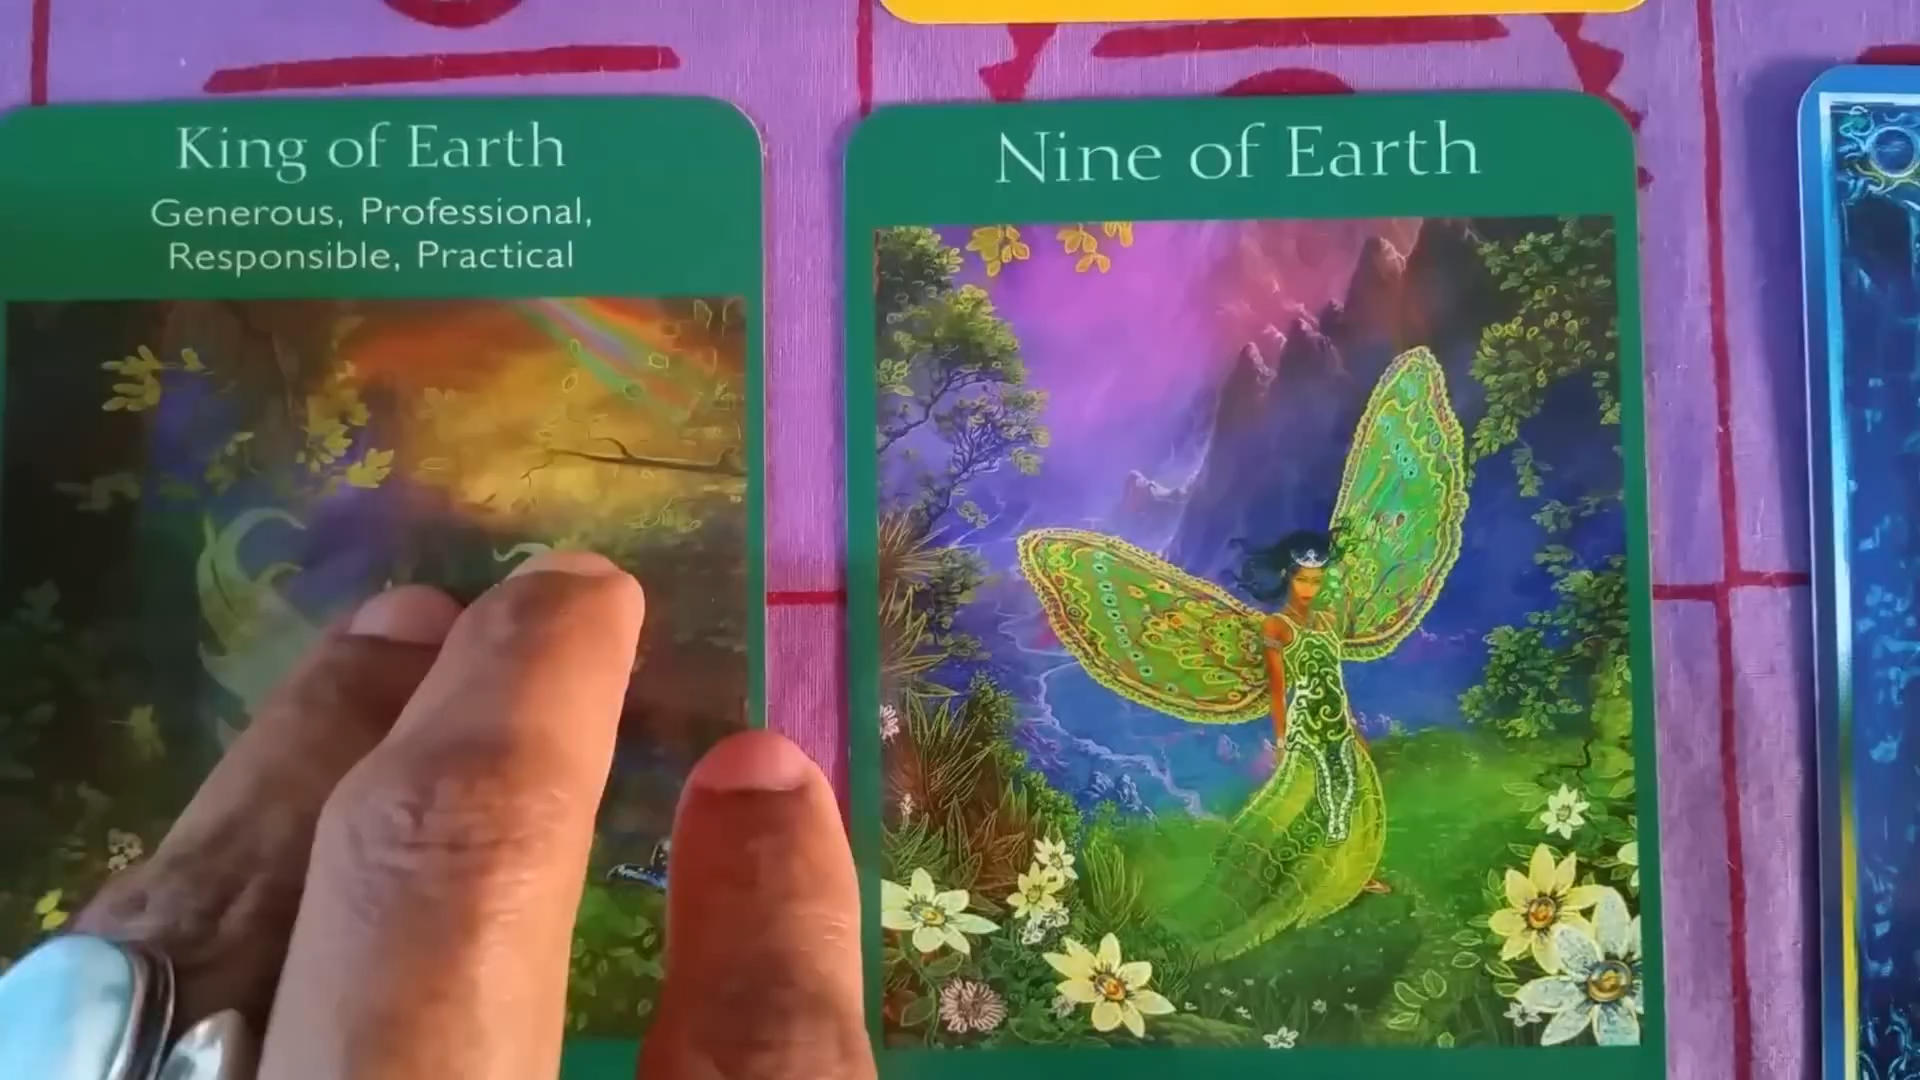 King of Earth
Generous, Professional,
Responsible, Practical
Nine of Earth